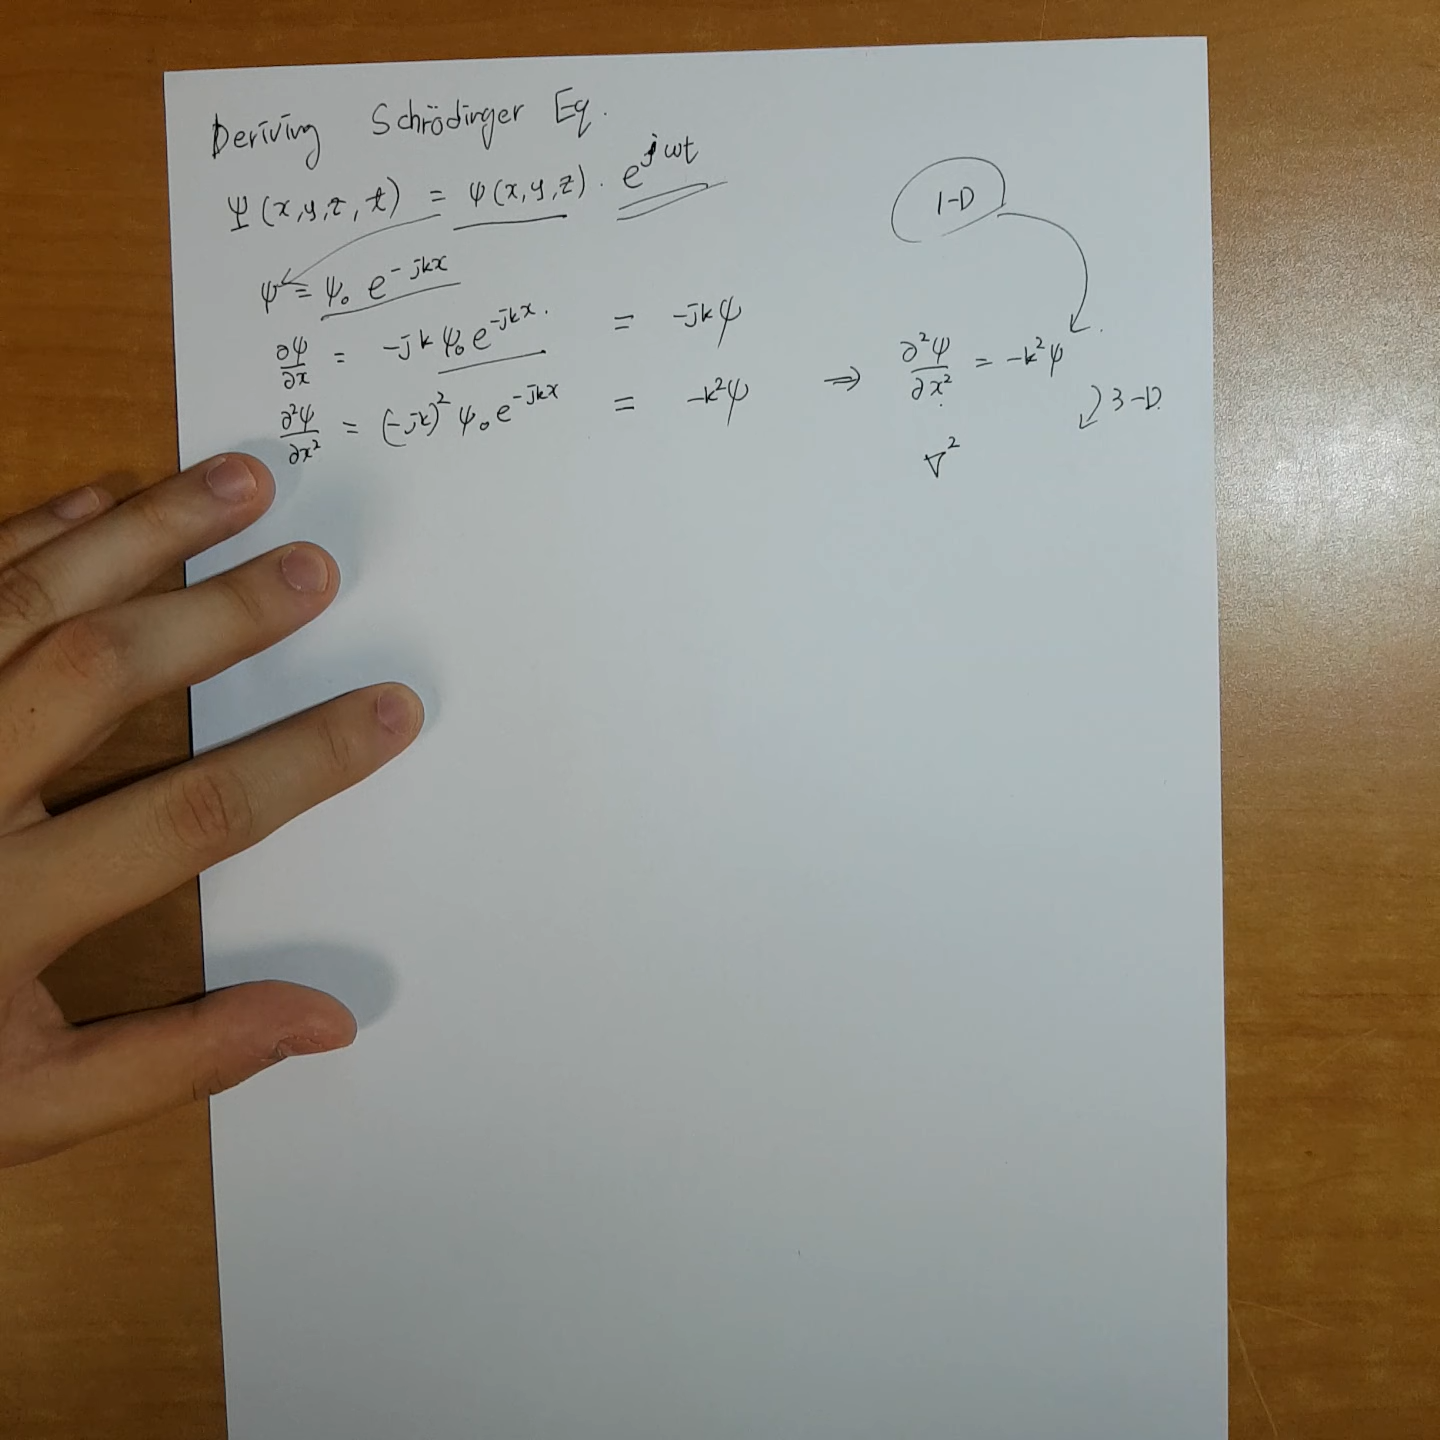 Deriving Schrödinger Eq.
Ψ(x,y,z,t) = ψ(x,y,z) · e^{jωt}
1-D
ψ = ψ₀ e^{-jkx}
∂ψ/∂x = -jk ψ₀ e^{-jkx} = -jkψ
∂²ψ/∂x² = (-jk)² ψ₀ e^{-jkx} = -k²ψ ⇒ ∂²ψ/∂x² = -k²ψ
3-D
∇²